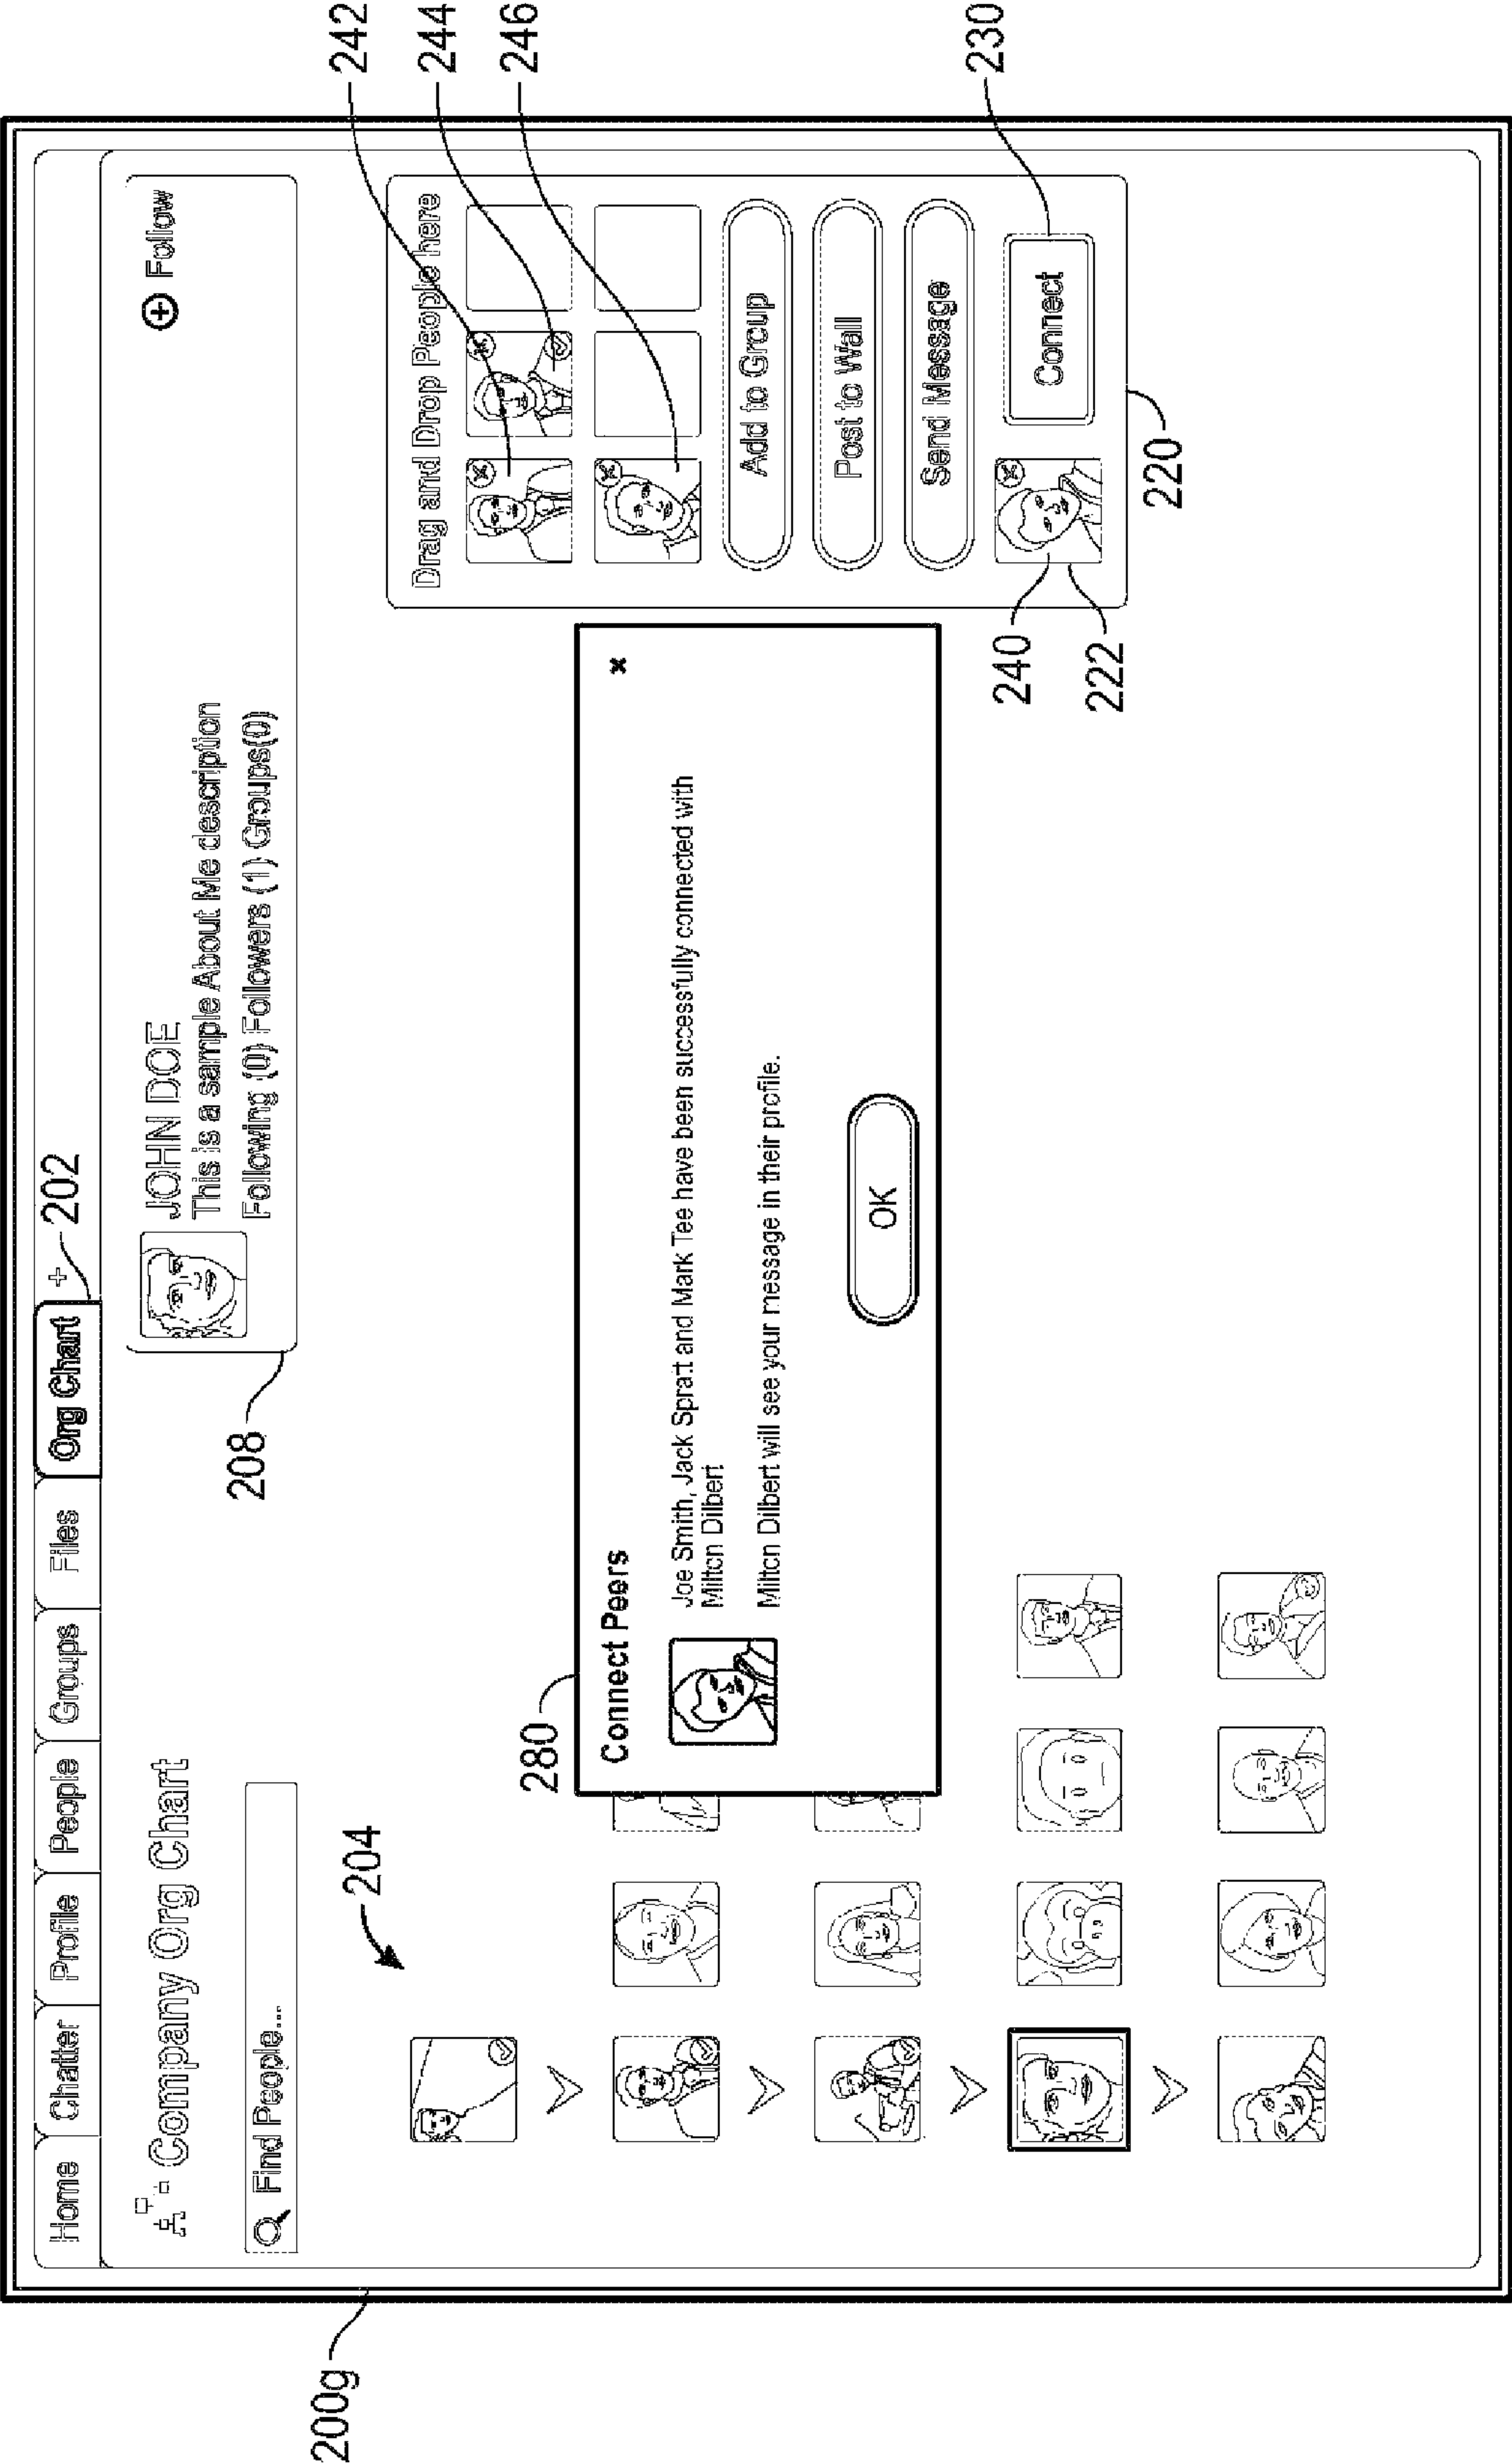 200g
Home
Chatter
Profile
People
Groups
Files
Org Chart
+
202
Company Org Chart
Find People...
208
JOHN DOE
This is a sample About Me description
Following (0) Followers (1) Groups(0)
Follow
204
280
Connect Peers
x
Joe Smith, Jack Spratt and Mark Tee have been successfully connected with
Milton Dilbert.
Milton Dilbert will see your message in their profile.
OK
Drag and Drop People here
242
244
246
Add to Group
Post to Wall
Send Message
Connect
230
240
222
220